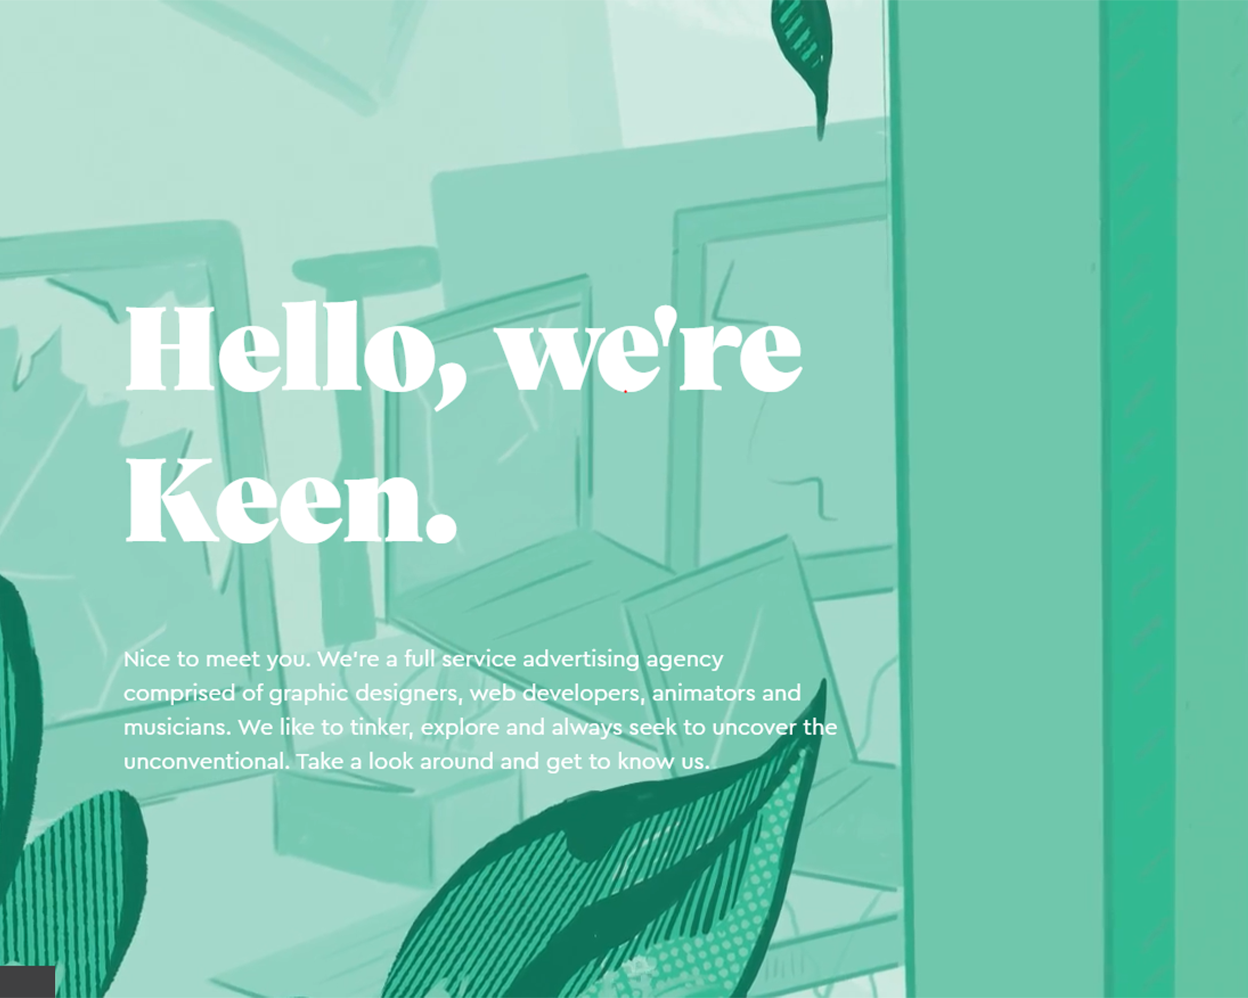 Hello, we're
Keen.
Nice to meet you. We're a full service advertising agency
comprised of graphic designers, web developers, animators and
musicians. We like to tinker, explore and always seek to uncover the
unconventional. Take a look around and get to know us.